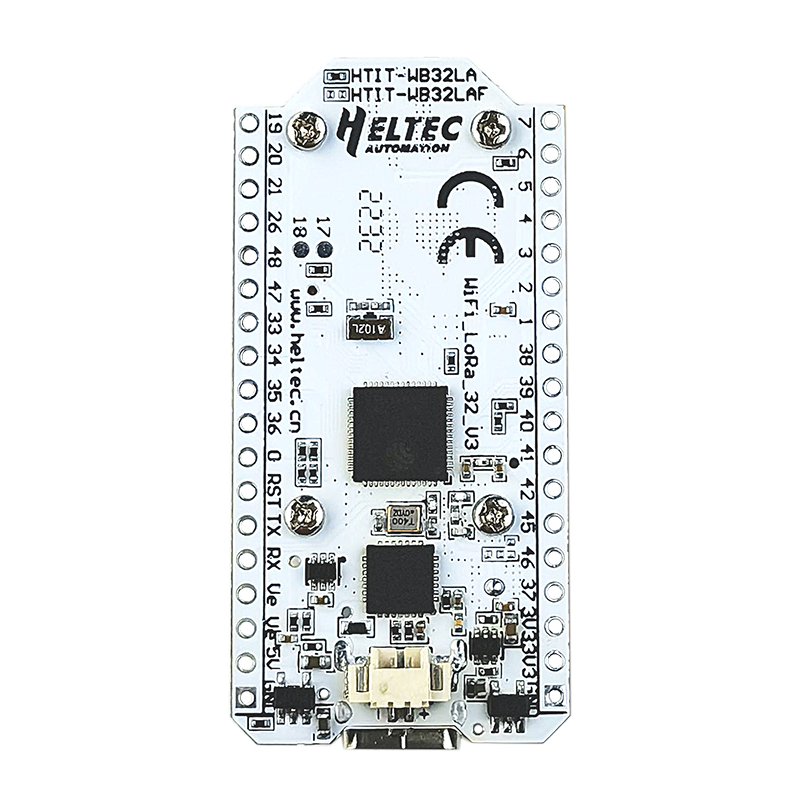 HTIT-WB32LA
HTIT-WB32LAF
HELTEC
AUTOMATION
19
20
21
26
48
47
33
34
35
36
0
RST
TX
RX
Ve
Ve
5V
GND
7
6
5
4
3
2
1
38
39
40
41
42
45
46
37
3V3
3V3
GND
2232
CE
17
18
www.heltec.cn
WiFi_LoRa_32_V3
A102L
T400
+